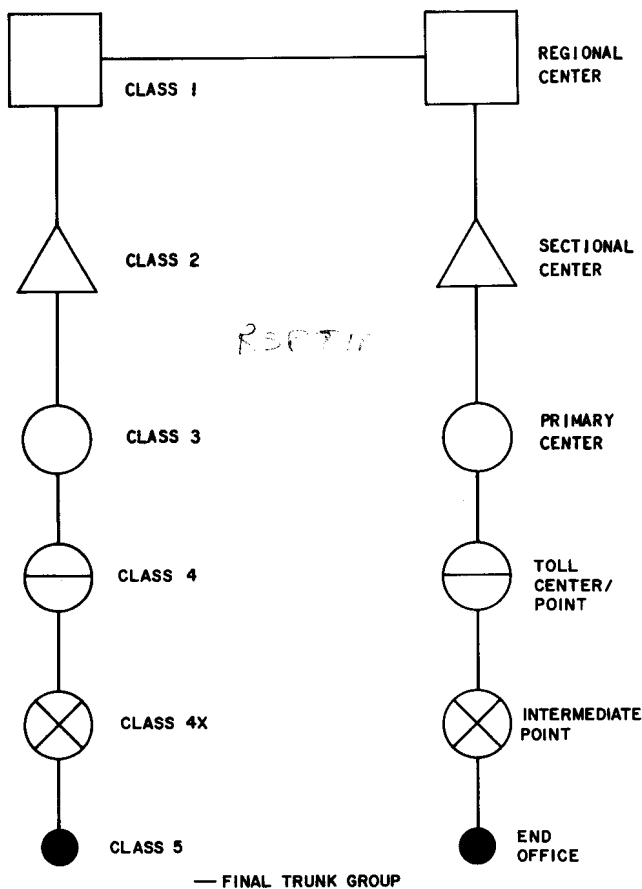 REGIONAL
CENTER
CLASS 1
CLASS 2
SECTIONAL
CENTER
CLASS 3
PRIMARY
CENTER
CLASS 4
TOLL
CENTER/
POINT
CLASS 4X
INTERMEDIATE
POINT
CLASS 5
END
OFFICE
— FINAL TRUNK GROUP